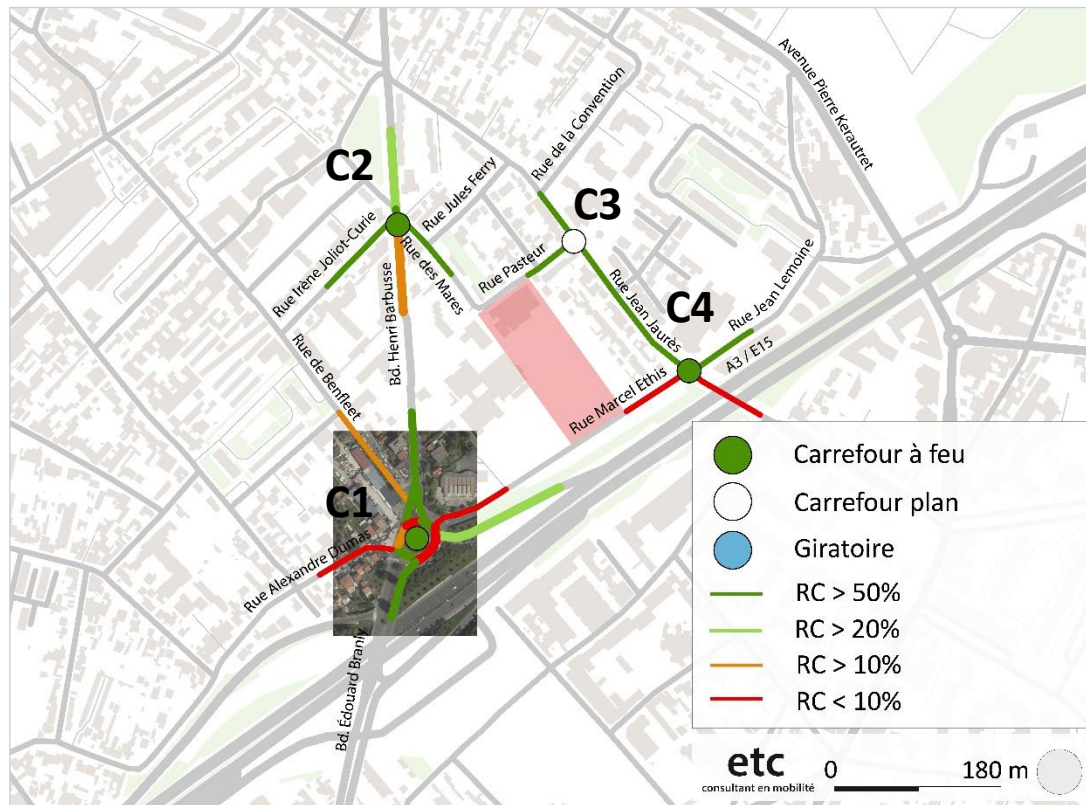 Avenue Pierre Kerautret
C2
Rue de la Convention
Rue Jules Ferry
C3
Rue Irène Joliot-Curie
Rue des Mares
Rue Pasteur
Bd. Henri Barbusse
Rue Jean Jaurès
C4
Rue Jean Lemoine
A3 / E15
Rue de Benfleet
Rue Marcel Ethis
C1
Rue Alexandre Dumas
Bd. Édouard Branly
Carrefour à feu
Carrefour plan
Giratoire
RC > 50%
RC > 20%
RC > 10%
RC < 10%
etc
consultant en mobilité
0 180 m